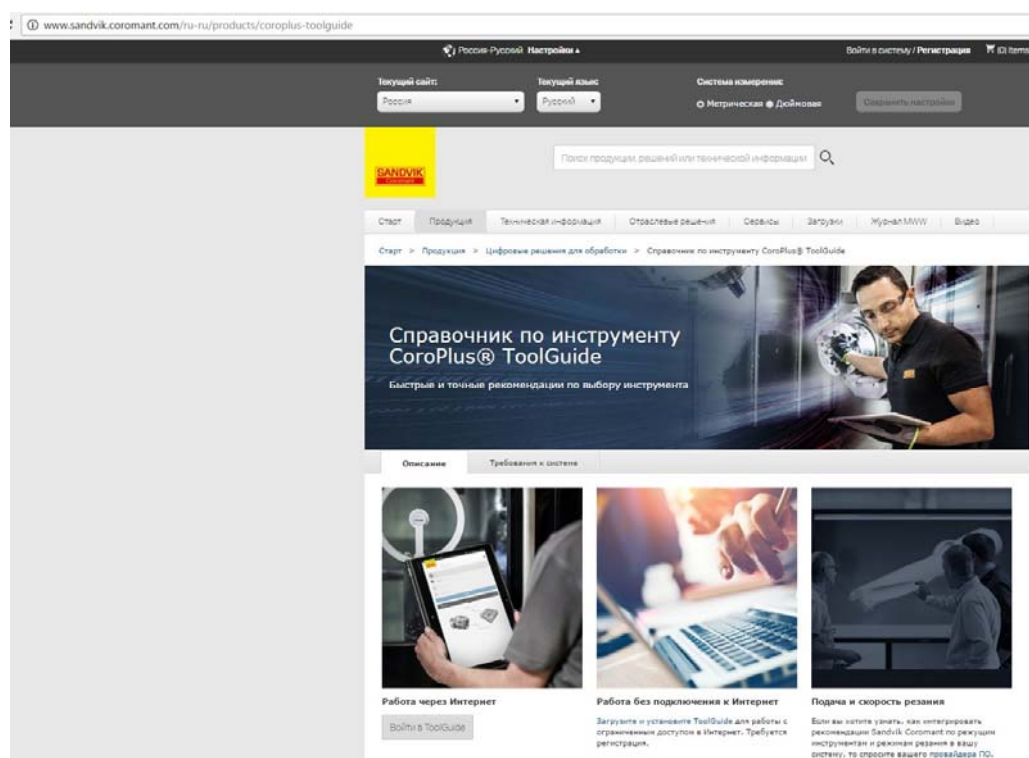 www.sandvik.coromant.com/ru-ru/products/coroplus-toolguide
Россия-Русский Настройки
Войти в систему / Регистрация (0) Items
Текущий сайт: Текущий язык: Система измерения:
Россия Русский Метрическая Дюймовая Сохранить настройки
SANDVIK
Coromant
Поиск продукции, решений или технической информации
Старт Продукция Техническая информация Отраслевые решения Сервисы Загрузки Журнал MWW Видео
Старт > Продукция > Цифровые решения для обработки > Справочник по инструменту CoroPlus® ToolGuide
Справочник по инструменту
CoroPlus® ToolGuide
Быстрые и точные рекомендации по выбору инструмента
Описание Требования к системе
Работа через Интернет
Войти в ToolGuide
Работа без подключения к Интернет
Загрузите и установите ToolGuide для работы с
ограниченным доступом в Интернет. Требуется
регистрация.
Подача и скорость резания
Если вы хотите узнать, как интегрировать
рекомендации Sandvik Coromant по режущим
инструментам и режимам резания в вашу
систему, то спросите вашего провайдера ПО.